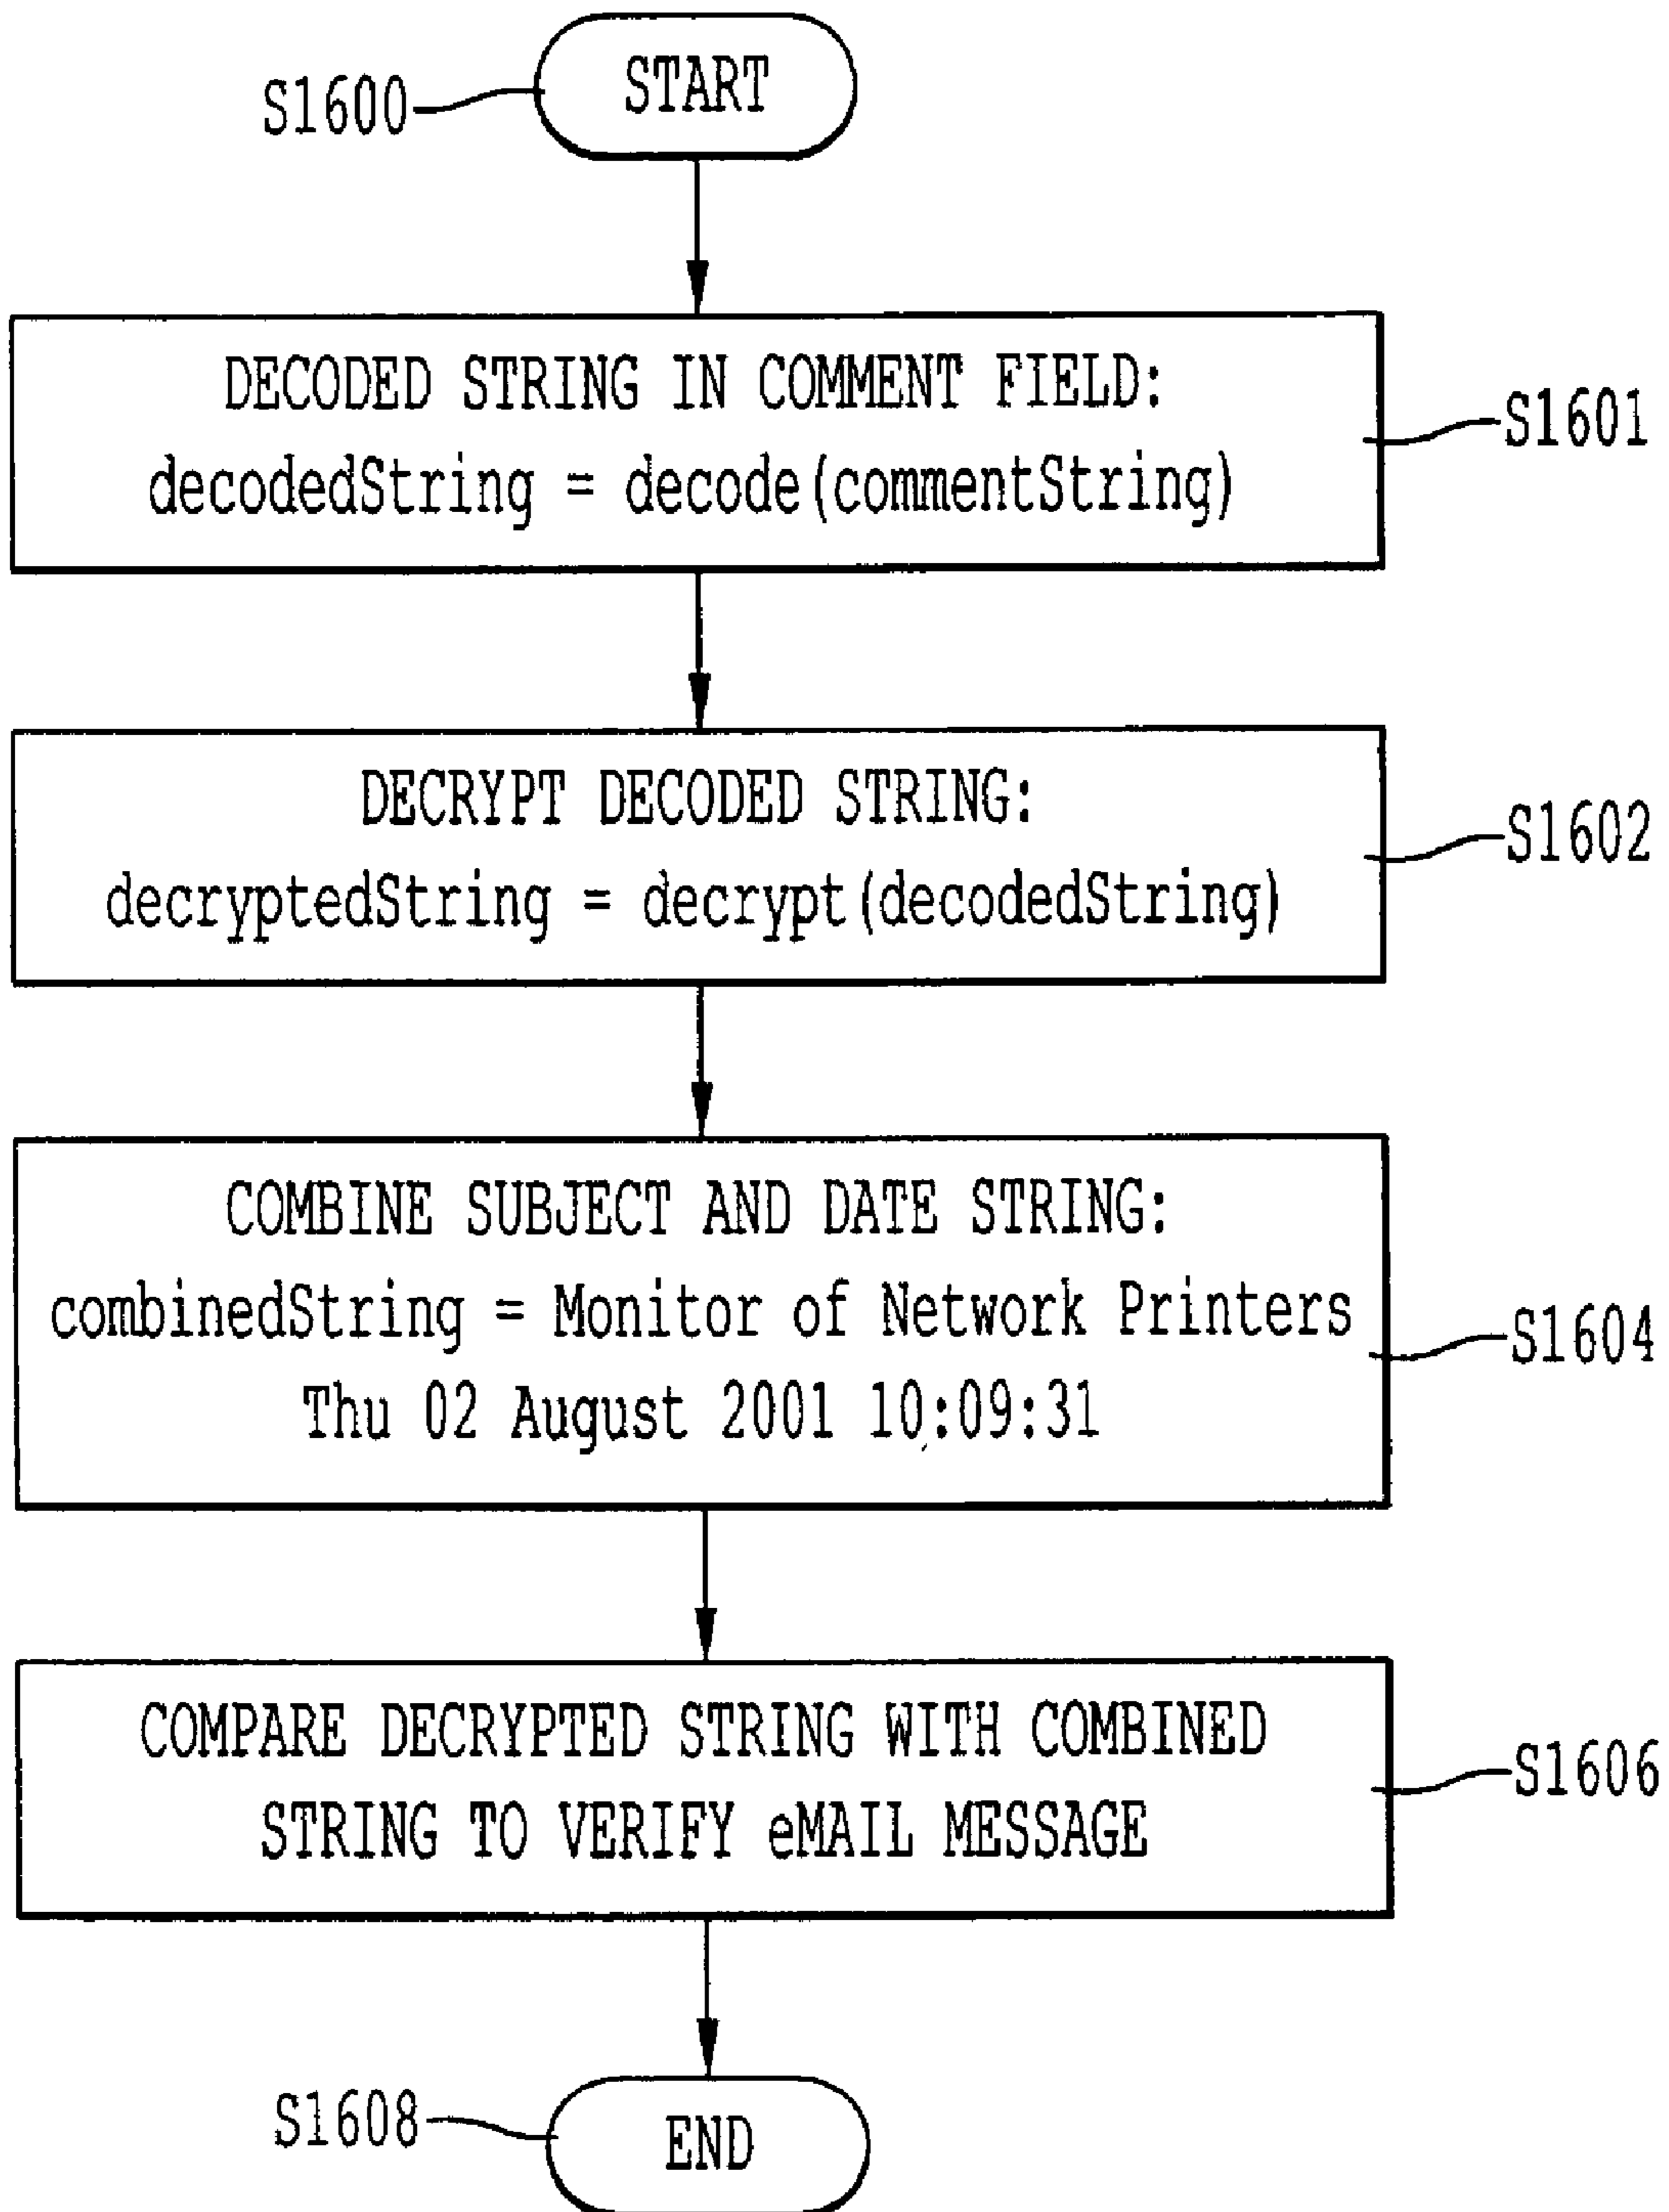 START
S1600
DECODED STRING IN COMMENT FIELD:
decodedString = decode(commentString)
S1601
DECRYPT DECODED STRING:
decryptedString = decrypt(decodedString)
S1602
COMBINE SUBJECT AND DATE STRING:
combinedString = Monitor of Network Printers
Thu 02 August 2001 10:09:31
S1604
COMPARE DECRYPTED STRING WITH COMBINED
STRING TO VERIFY eMAIL MESSAGE
S1606
S1608
END